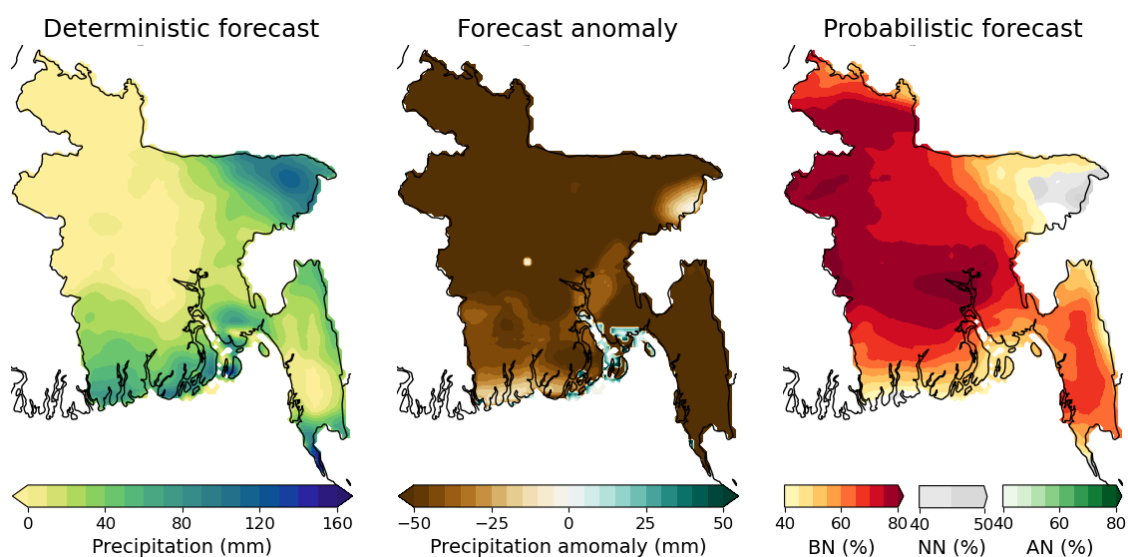 Deterministic forecast
Forecast anomaly
Probabilistic forecast
0 40 80 120 160
Precipitation (mm)
−50 −25 0 25 50
Precipitation amomaly (mm)
40 60 80
BN (%)
40 50
NN (%)
40 60 80
AN (%)